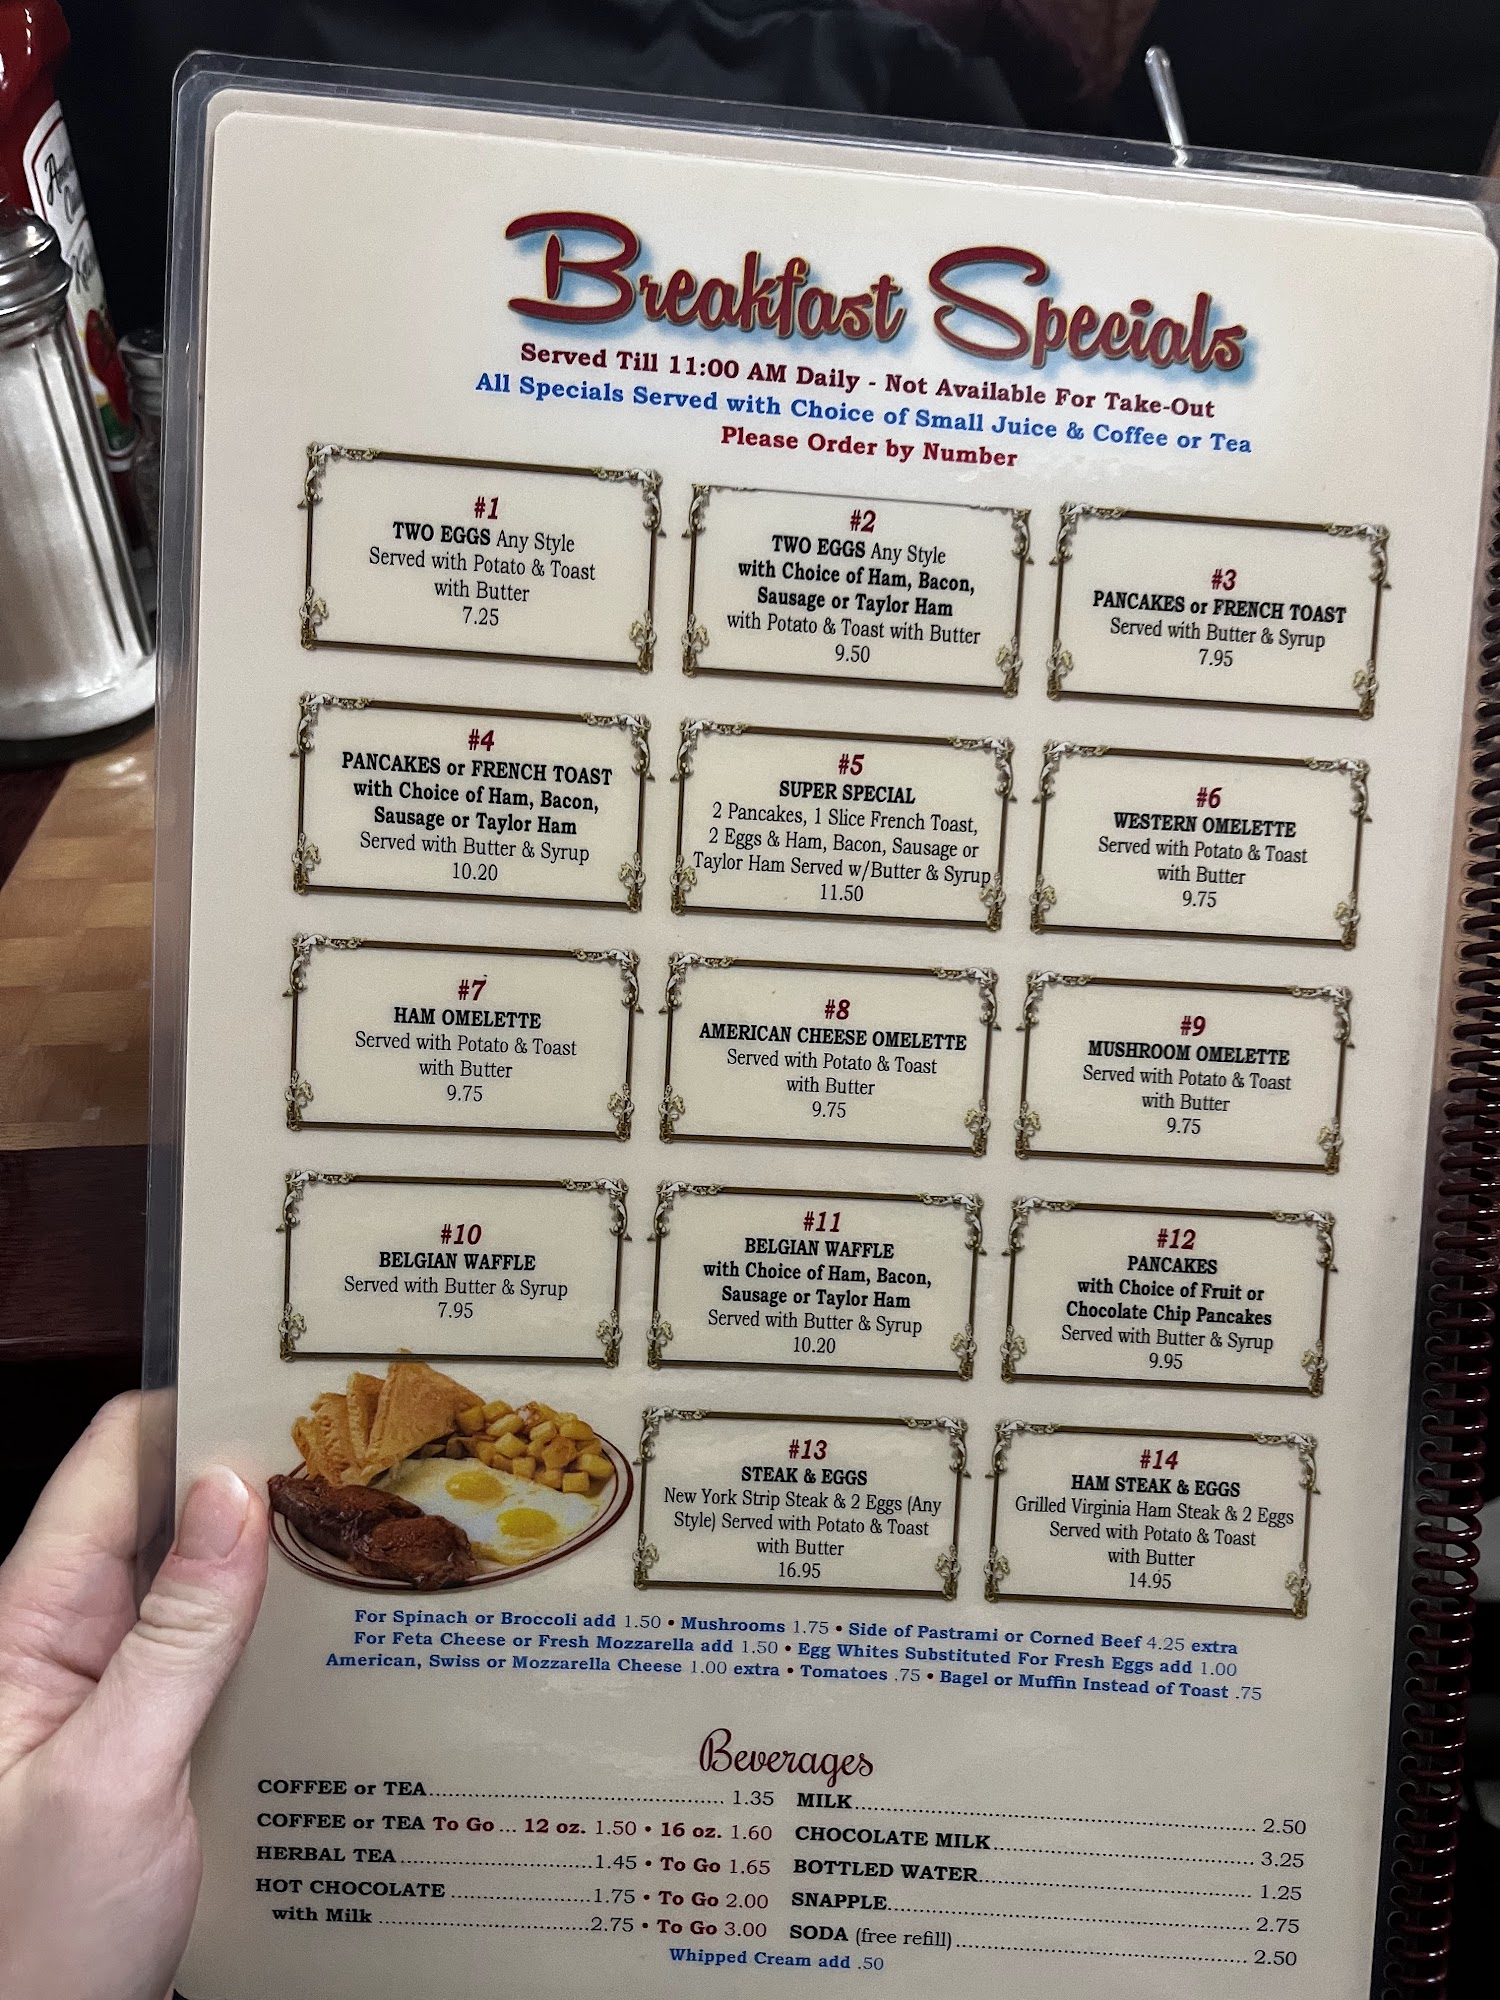 Breakfast Specials
Served Till 11:00 AM Daily - Not Available For Take-Out
All Specials Served with Choice of Small Juice & Coffee or Tea
Please Order by Number
#1
TWO EGGS Any Style
Served with Potato & Toast
with Butter
7.25
#2
TWO EGGS Any Style
with Choice of Ham, Bacon,
Sausage or Taylor Ham
with Potato & Toast with Butter
9.50
#3
PANCAKES or FRENCH TOAST
Served with Butter & Syrup
7.95
#4
PANCAKES or FRENCH TOAST
with Choice of Ham, Bacon,
Sausage or Taylor Ham
Served with Butter & Syrup
10.20
#5
SUPER SPECIAL
2 Pancakes, 1 Slice French Toast,
2 Eggs & Ham, Bacon, Sausage or
Taylor Ham Served w/Butter & Syrup
11.50
#6
WESTERN OMELETTE
Served with Potato & Toast
with Butter
9.75
#7
HAM OMELETTE
Served with Potato & Toast
with Butter
9.75
#8
AMERICAN CHEESE OMELETTE
Served with Potato & Toast
with Butter
9.75
#9
MUSHROOM OMELETTE
Served with Potato & Toast
with Butter
9.75
#10
BELGIAN WAFFLE
Served with Butter & Syrup
7.95
#11
BELGIAN WAFFLE
with Choice of Ham, Bacon,
Sausage or Taylor Ham
Served with Butter & Syrup
10.20
#12
PANCAKES
with Choice of Fruit or
Chocolate Chip Pancakes
Served with Butter & Syrup
9.95
#13
STEAK & EGGS
New York Strip Steak & 2 Eggs (Any
Style) Served with Potato & Toast
with Butter
16.95
#14
HAM STEAK & EGGS
Grilled Virginia Ham Steak & 2 Eggs
Served with Potato & Toast
with Butter
14.95
For Spinach or Broccoli add 1.50 • Mushrooms 1.75 • Side of Pastrami or Corned Beef 4.25 extra
For Feta Cheese or Fresh Mozzarella add 1.50 • Egg Whites Substituted For Fresh Eggs add 1.00
American, Swiss or Mozzarella Cheese 1.00 extra • Tomatoes .75 • Bagel or Muffin Instead of Toast .75
Beverages
COFFEE or TEA 1.35
COFFEE or TEA To Go ... 12 oz. 1.50 • 16 oz. 1.60
HERBAL TEA 1.45 • To Go 1.65
HOT CHOCOLATE 1.75 • To Go 2.00
with Milk 2.75 • To Go 3.00
MILK 2.50
CHOCOLATE MILK 3.25
BOTTLED WATER 1.25
SNAPPLE 2.75
SODA (free refill) 2.50
Whipped Cream add .50